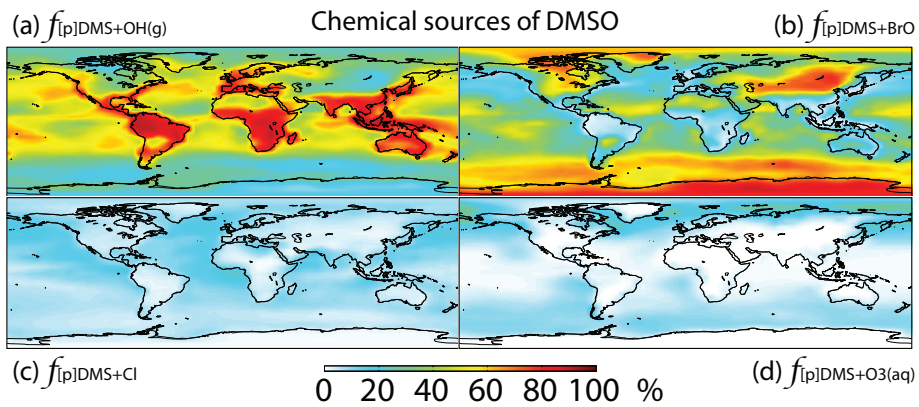 (a) f[p]DMS+OH(g) Chemical sources of DMSO (b) f[p]DMS+BrO
(c) f[p]DMS+Cl 0 20 40 60 80 100 % (d) f[p]DMS+O3(aq)